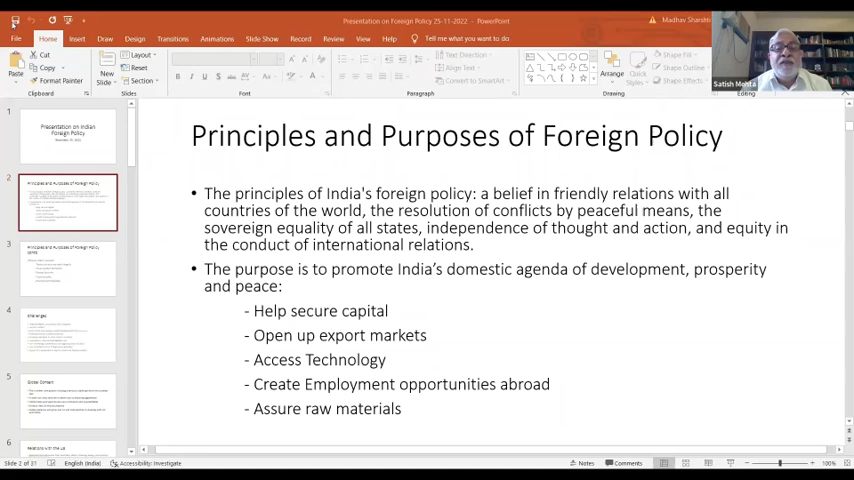 Presentation on Foreign Policy 25-11-2022 - PowerPoint
File Home Insert Draw Design Transitions Animations Slide Show Record Review View Help Tell me what you want to do
Paste
Cut
Copy
Format Painter
Clipboard
New
Slide
Layout
Reset
Section
Slides
Font
Text Direction
Align Text
Convert to SmartArt
Paragraph
Arrange
Quick
Styles
Shape Fill
Shape Outline
Shape Effects
Drawing
Editing
Satish Mehta
1
Presentation on Indian
Foreign Policy
2
Principles and Purposes of Foreign Policy
3
Principles and Purposes of Foreign Policy
4
Challenges
5
Global Context
6
Relations with the US
Principles and Purposes of Foreign Policy
• The principles of India's foreign policy: a belief in friendly relations with all
countries of the world, the resolution of conflicts by peaceful means, the
sovereign equality of all states, independence of thought and action, and equity in
the conduct of international relations.
• The purpose is to promote India's domestic agenda of development, prosperity
and peace:
- Help secure capital
- Open up export markets
- Access Technology
- Create Employment opportunities abroad
- Assure raw materials
Slide 2 of 31 English (India) Accessibility: Investigate Notes Comments 100%